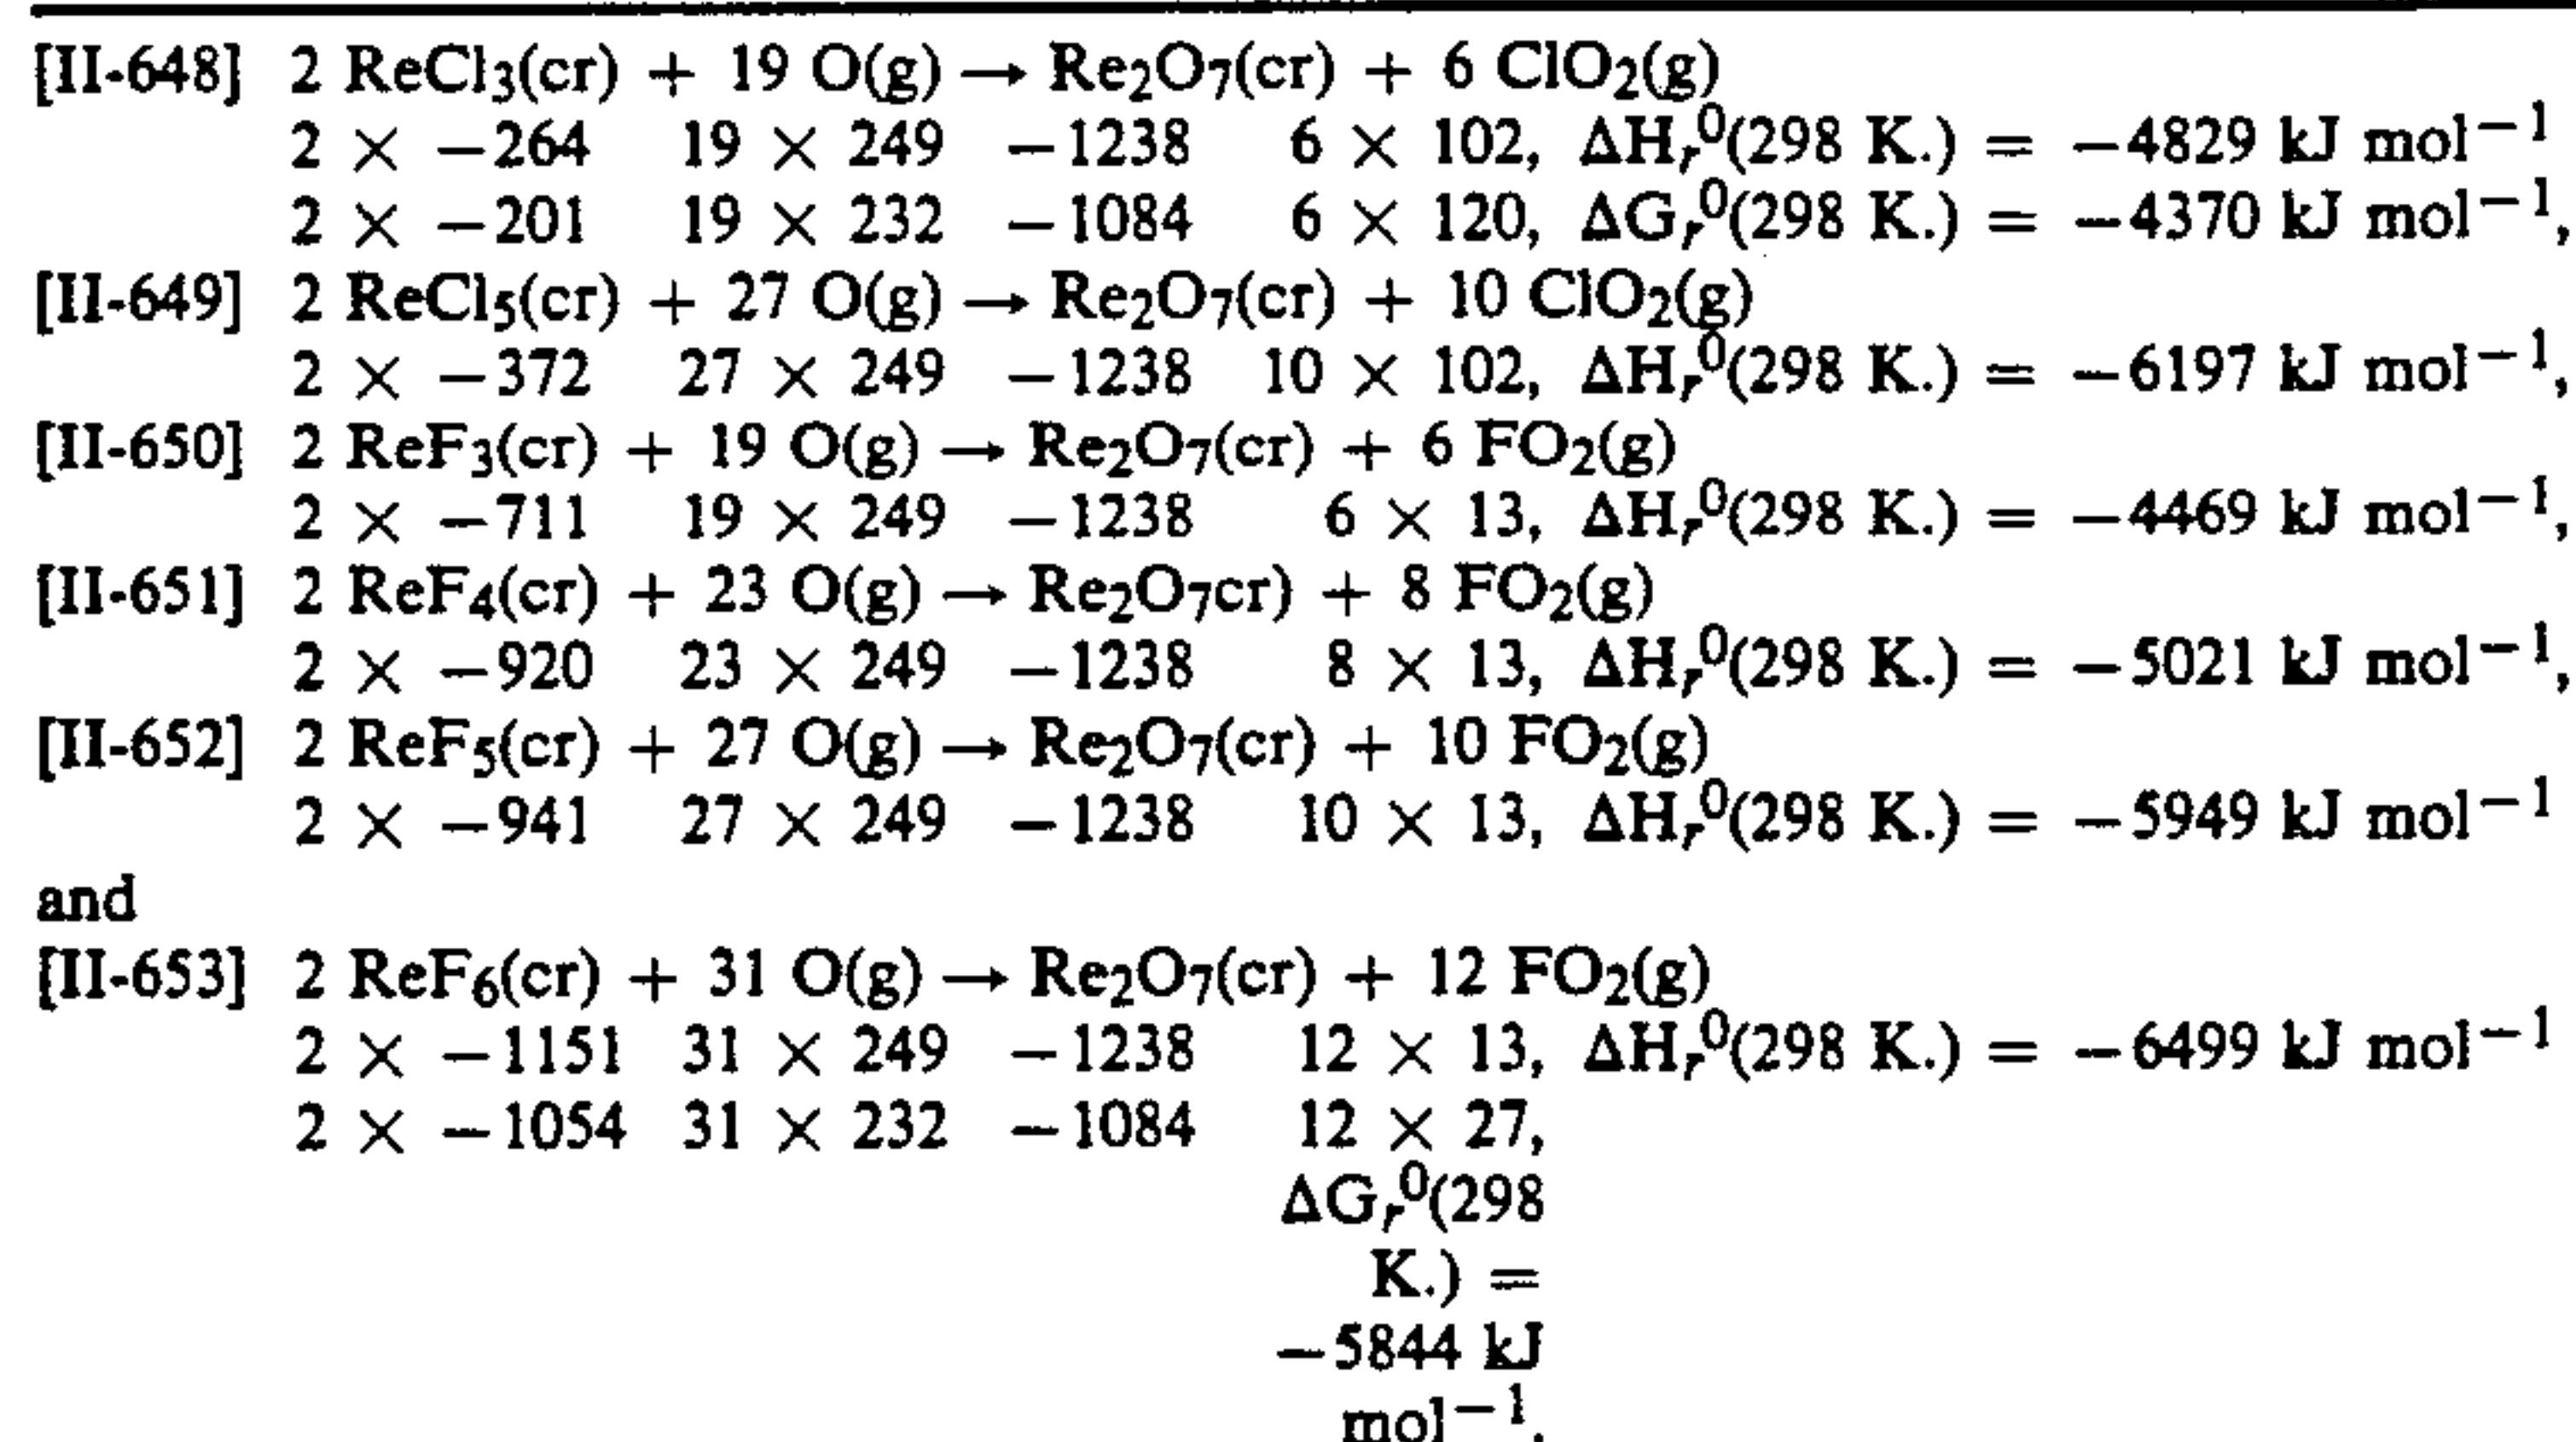 [II-648] 2 ReCl₃(cr) + 19 O(g) → Re₂O₇(cr) + 6 ClO₂(g)
2 × −264 19 × 249 −1238 6 × 102, ΔHᵣ⁰(298 K.) = −4829 kJ mol⁻¹
2 × −201 19 × 232 −1084 6 × 120, ΔGᵣ⁰(298 K.) = −4370 kJ mol⁻¹,
[II-649] 2 ReCl₅(cr) + 27 O(g) → Re₂O₇(cr) + 10 ClO₂(g)
2 × −372 27 × 249 −1238 10 × 102, ΔHᵣ⁰(298 K.) = −6197 kJ mol⁻¹,
[II-650] 2 ReF₃(cr) + 19 O(g) → Re₂O₇(cr) + 6 FO₂(g)
2 × −711 19 × 249 −1238 6 × 13, ΔHᵣ⁰(298 K.) = −4469 kJ mol⁻¹,
[II-651] 2 ReF₄(cr) + 23 O(g) → Re₂O₇cr) + 8 FO₂(g)
2 × −920 23 × 249 −1238 8 × 13, ΔHᵣ⁰(298 K.) = −5021 kJ mol⁻¹,
[II-652] 2 ReF₅(cr) + 27 O(g) → Re₂O₇(cr) + 10 FO₂(g)
2 × −941 27 × 249 −1238 10 × 13, ΔHᵣ⁰(298 K.) = −5949 kJ mol⁻¹
and
[II-653] 2 ReF₆(cr) + 31 O(g) → Re₂O₇(cr) + 12 FO₂(g)
2 × −1151 31 × 249 −1238 12 × 13, ΔHᵣ⁰(298 K.) = −6499 kJ mol⁻¹
2 × −1054 31 × 232 −1084 12 × 27,
ΔGᵣ⁰(298
K.) =
−5844 kJ
mol⁻¹.